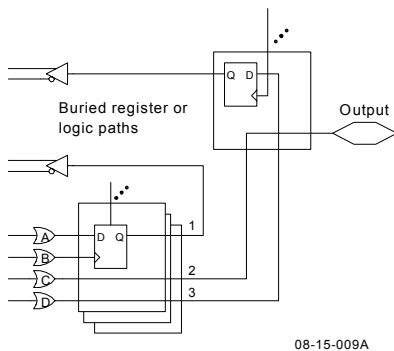 Q D
Buried register or
logic paths
Output
1
A
D Q
B
2
C
3
D
08-15-009A